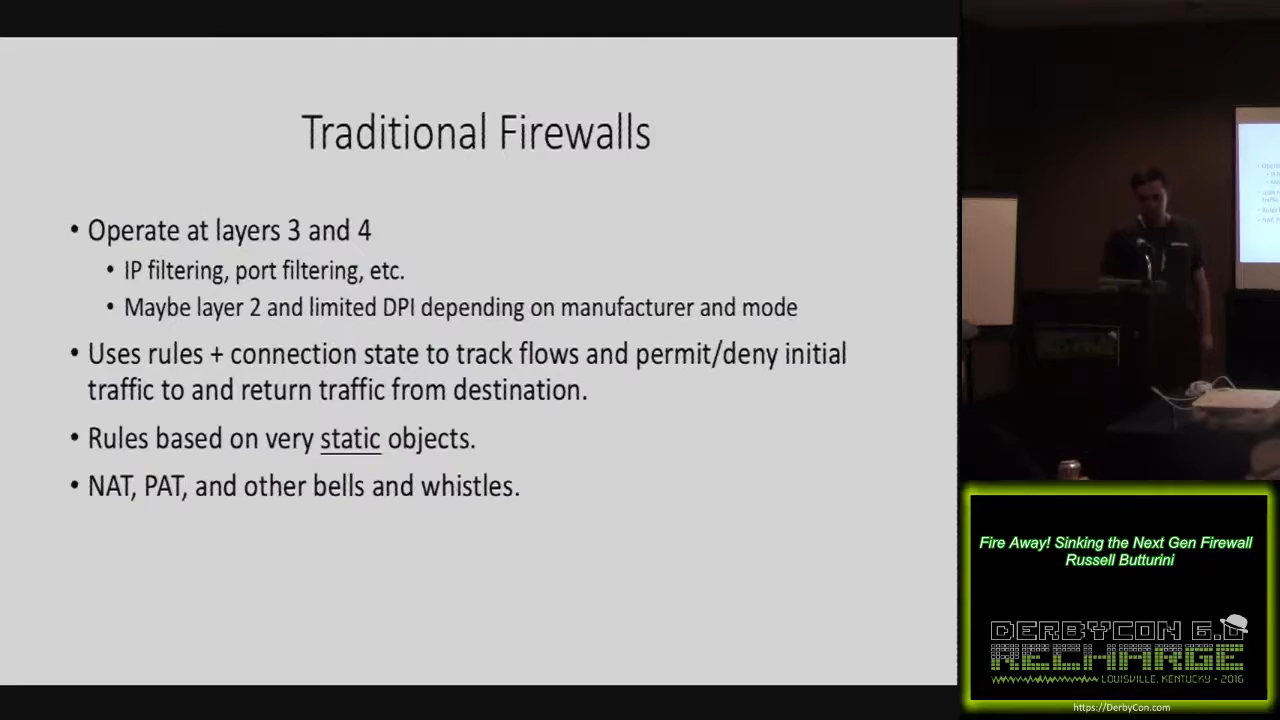 Traditional Firewalls
• Operate at layers 3 and 4
• IP filtering, port filtering, etc.
• Maybe layer 2 and limited DPI depending on manufacturer and mode
• Uses rules + connection state to track flows and permit/deny initial
traffic to and return traffic from destination.
• Rules based on very static objects.
• NAT, PAT, and other bells and whistles.
Fire Away! Sinking the Next Gen Firewall
Russell Butturini
DERBYCON 6.0
RECHARGE
LOUISVILLE, KENTUCKY • 2016
https://DerbyCon.com